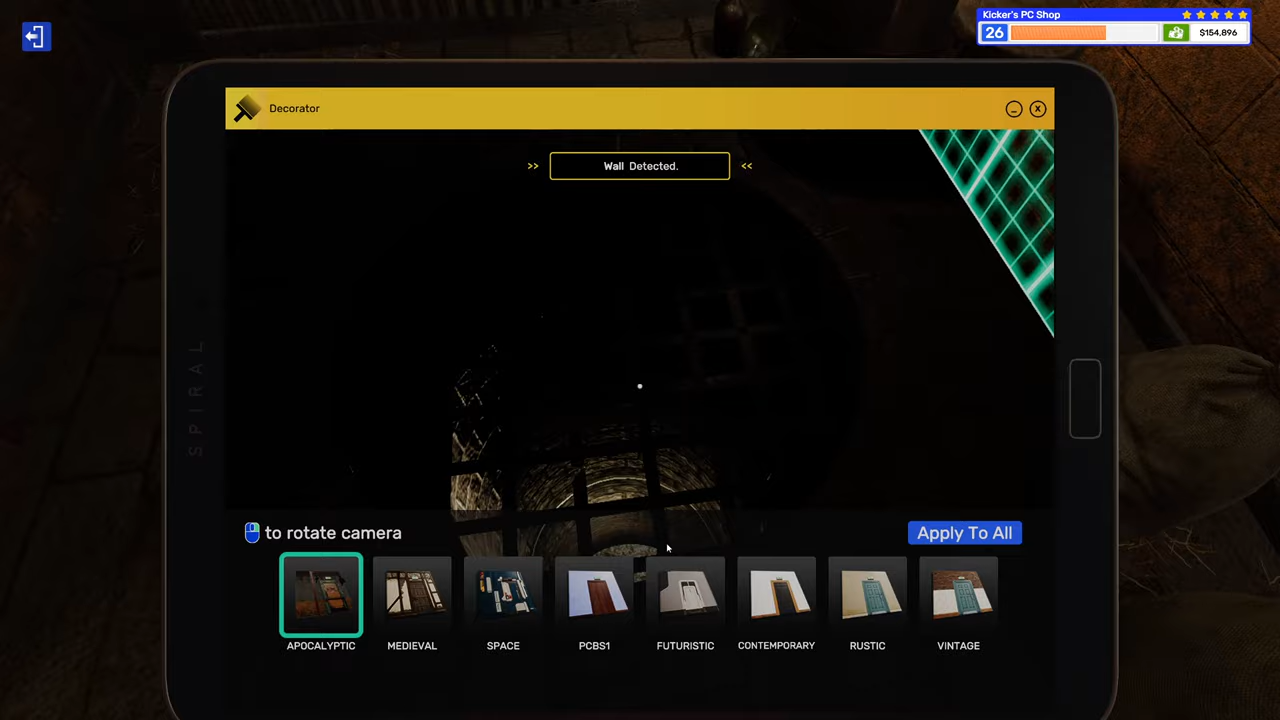 Kicker's PC Shop
26
$154,896
Decorator
X
>> Wall Detected. <<
SPIRAL
to rotate camera
Apply To All
APOCALYPTIC
MEDIEVAL
SPACE
PCBS1
FUTURISTIC
CONTEMPORARY
RUSTIC
VINTAGE